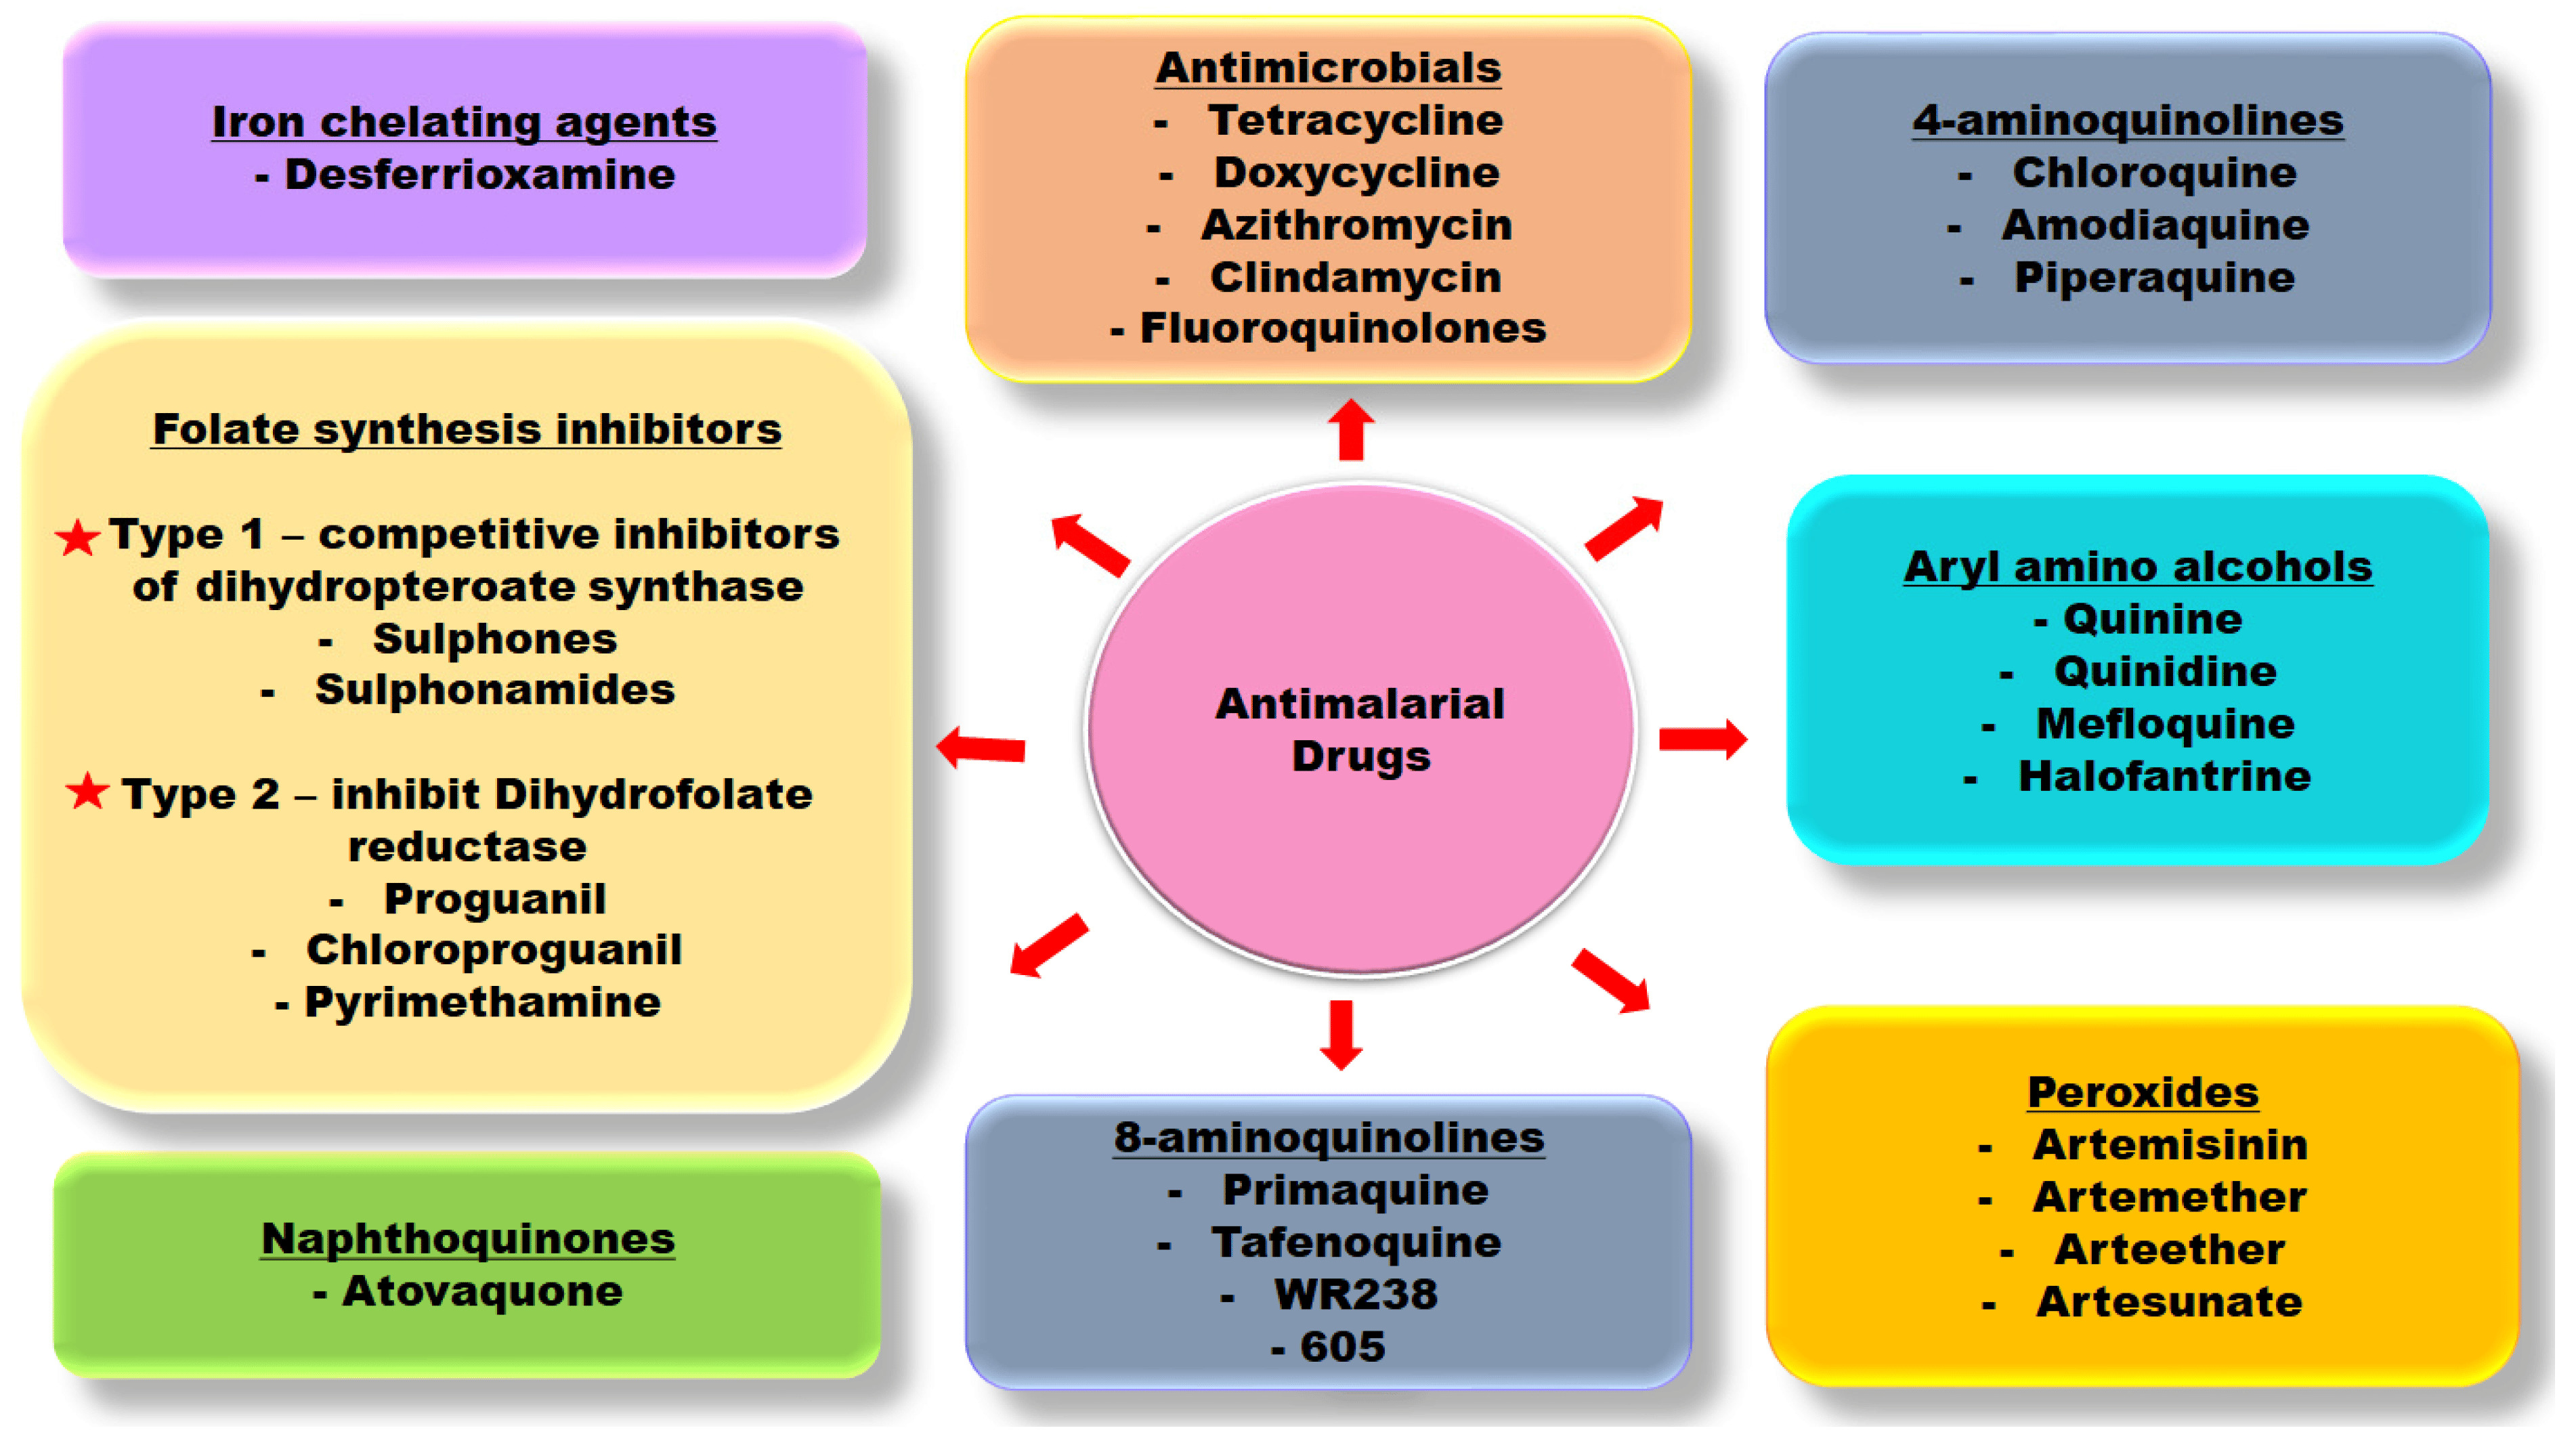 Iron chelating agents
- Desferrioxamine
Antimicrobials
- Tetracycline
- Doxycycline
- Azithromycin
- Clindamycin
- Fluoroquinolones
4-aminoquinolines
- Chloroquine
- Amodiaquine
- Piperaquine
Folate synthesis inhibitors
Type 1 – competitive inhibitors
of dihydropteroate synthase
- Sulphones
- Sulphonamides
Type 2 – inhibit Dihydrofolate
reductase
- Proguanil
- Chloroproguanil
- Pyrimethamine
Antimalarial
Drugs
Aryl amino alcohols
- Quinine
- Quinidine
- Mefloquine
- Halofantrine
Naphthoquinones
- Atovaquone
8-aminoquinolines
- Primaquine
- Tafenoquine
- WR238
- 605
Peroxides
- Artemisinin
- Artemether
- Arteether
- Artesunate